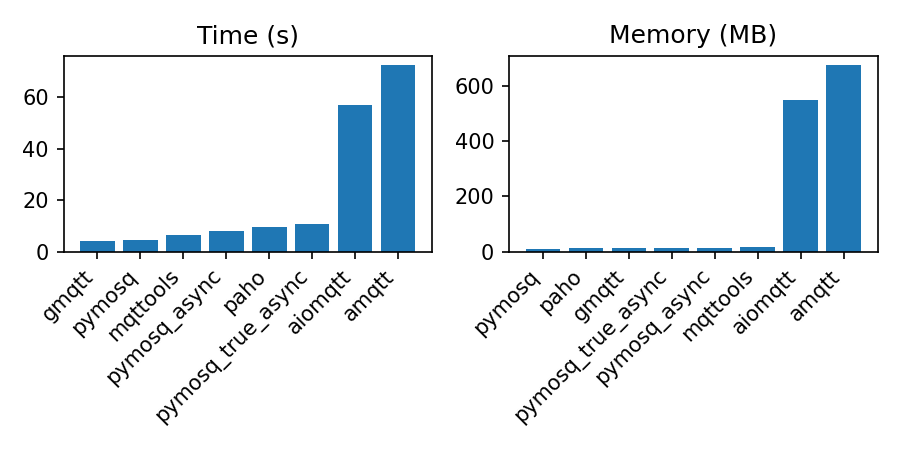 Time (s)
60
40
20
0
gmqtt
pymosq
mqttools
pymosq_async
paho
pymosq_true_async
aiomqtt
amqtt
Memory (MB)
600
400
200
0
pymosq
paho
gmqtt
pymosq_true_async
pymosq_async
mqttools
aiomqtt
amqtt